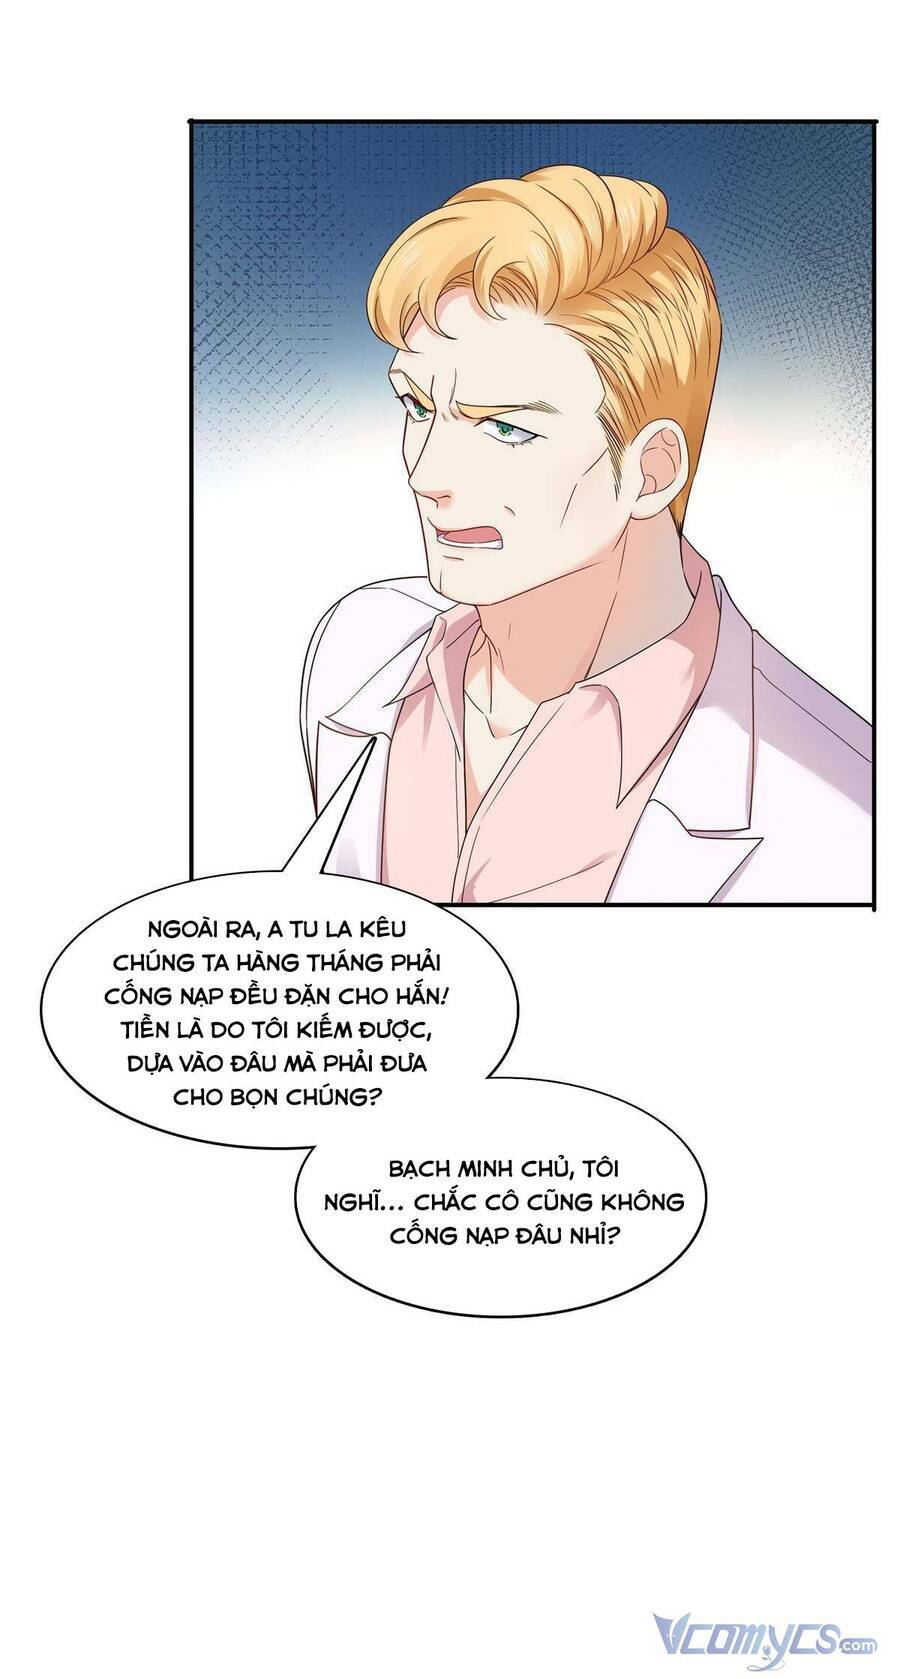 NGOÀI RA, A TU LA KÊU
CHÚNG TA HÀNG THÁNG PHẢI
CỐNG NẠP ĐỀU ĐẶN CHO HẮN!
TIỀN LÀ DO TÔI KIẾM ĐƯỢC,
DỰA VÀO ĐÂU MÀ PHẢI ĐƯA
CHO BỌN CHÚNG?
BẠCH MINH CHỦ, TÔI
NGHĨ... CHẮC CÔ CŨNG KHÔNG
CỐNG NẠP ĐÂU NHỈ?
VCOMYCS.com